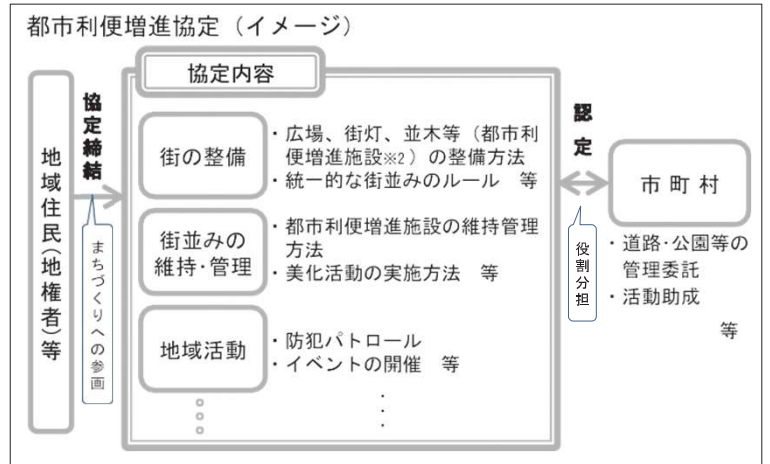 都市利便増進協定（イメージ）
協定内容
地域住民（地権者）等
協定締結
まちづくりへの参画
街の整備
・広場、街灯、並木等（都市利
便増進施設※2）の整備方法
・統一的な街並みのルール　等
街並みの
維持・管理
・都市利便増進施設の維持管理
方法
・美化活動の実施方法　等
地域活動
・防犯パトロール
・イベントの開催　等
認定
役割分担
市町村
・道路・公園等の
管理委託
・活動助成
等